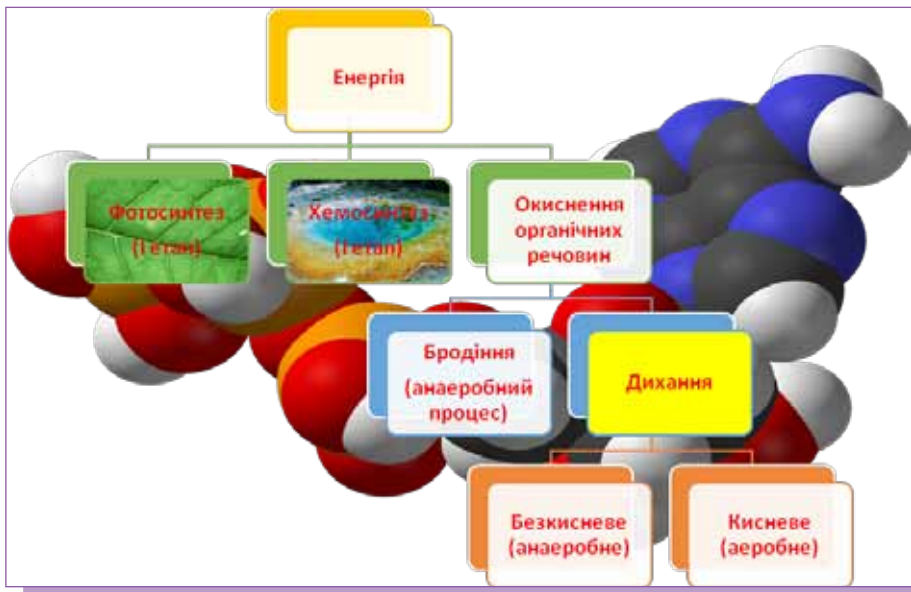 Енергія
Фотосинтез
(І етап)
Хемосинтез
(І етап)
Окиснення
органічних
речовин
Бродіння
(анаеробний
процес)
Дихання
Безкисневе
(анаеробне)
Кисневе
(аеробне)